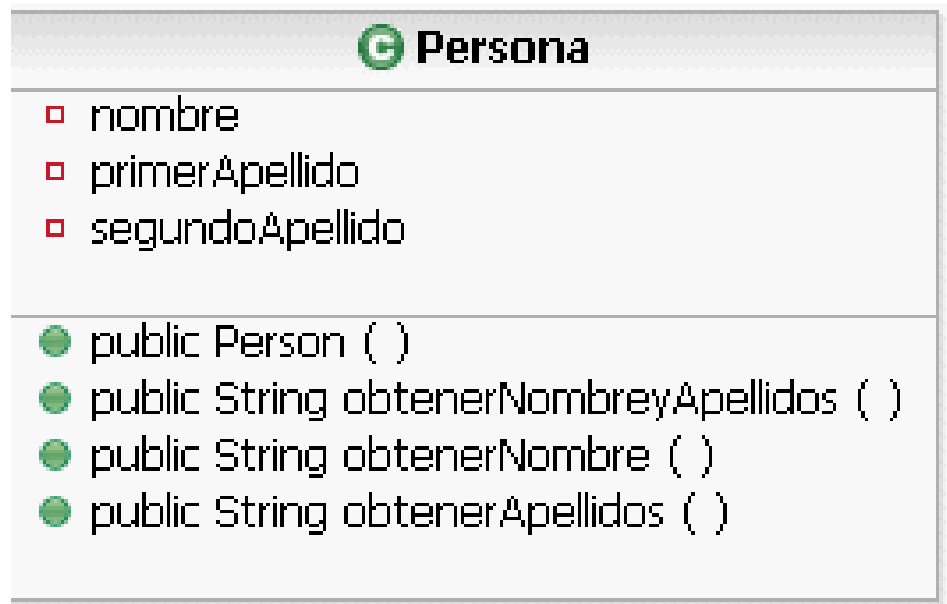 Persona
nombre
primerApellido
segundoApellido
public Person ( )
public String obtenerNombreyApellidos ( )
public String obtenerNombre ( )
public String obtenerApellidos ( )